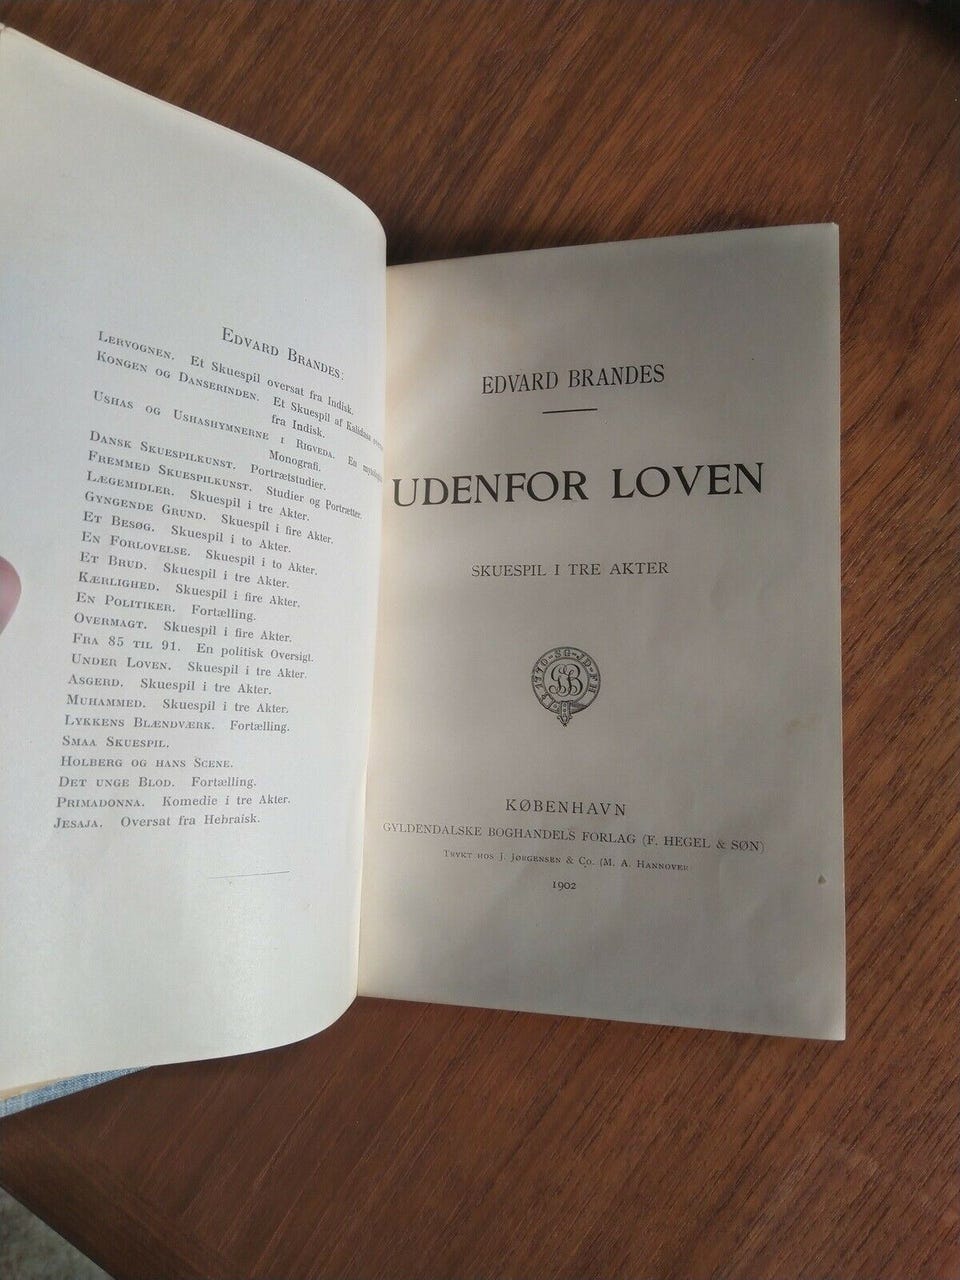 Edvard Brandes:
Lervognen. Et Skuespil oversat fra Indisk.
Kongen og Danserinden. Et Skuespil af Kalidasa
fra Indisk.
Ushas og Ushashymnerne i Rigveda. En
Monografi.
Dansk Skuespilkunst. Portrætstudier.
Fremmed Skuespilkunst. Studier og Portrætter.
Lægemidler. Skuespil i tre Akter.
Gyngende Grund. Skuespil i fire Akter.
Et Besøg. Skuespil i to Akter.
En Forlovelse. Skuespil i to Akter.
Et Brud. Skuespil i tre Akter.
Kærlighed. Skuespil i fire Akter.
En Politiker. Fortælling.
Overmagt. Skuespil i fire Akter.
Fra 85 til 91. En politisk Oversigt.
Under Loven. Skuespil i tre Akter.
Asgerd. Skuespil i tre Akter.
Muhammed. Skuespil i tre Akter.
Lykkens Blændværk. Fortælling.
Smaa Skuespil.
Holberg og hans Scene.
Det unge Blod. Fortælling.
Primadonna. Komedie i tre Akter.
Jesaja. Oversat fra Hebraisk.
EDVARD BRANDES
UDENFOR LOVEN
SKUESPIL I TRE AKTER
1770-SG-JD-FH
GB
KØBENHAVN
GYLDENDALSKE BOGHANDELS FORLAG (F. HEGEL & SØN)
Trykt hos J. Jørgensen & Co. (M. A. Hannover
1902